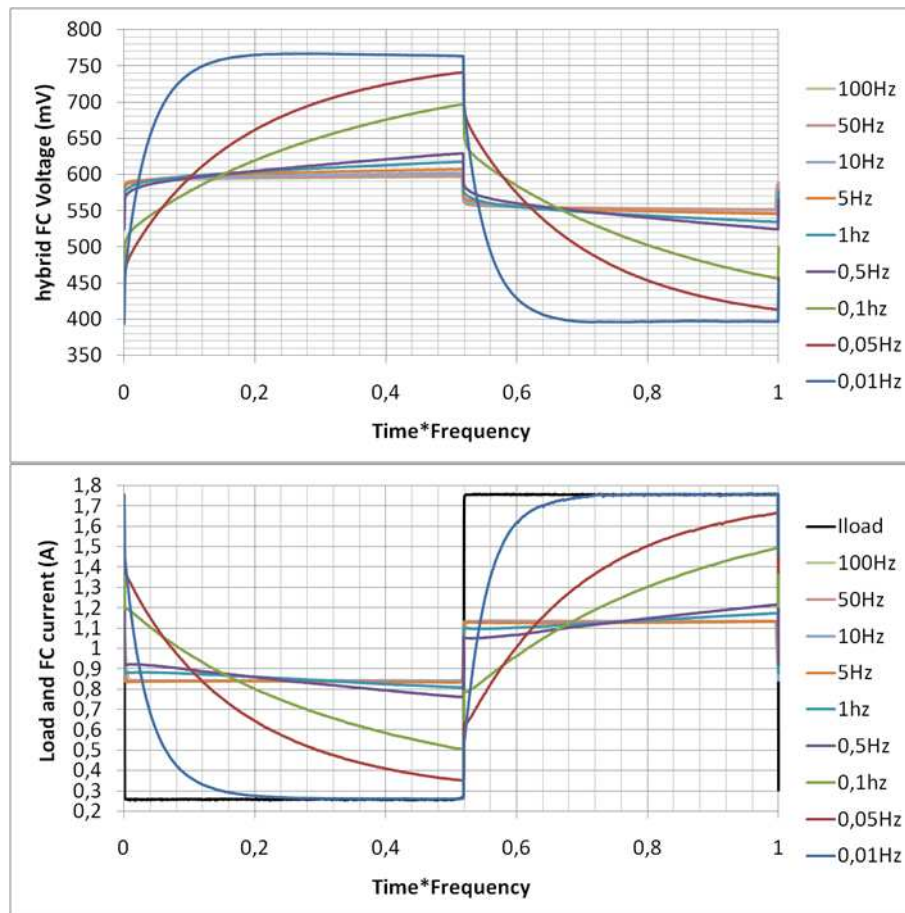 hybrid FC Voltage (mV)
800
750
700
650
600
550
500
450
400
350
0
0,2
0,4
0,6
0,8
1
Time*Frequency
100Hz
50Hz
10Hz
5Hz
1hz
0,5Hz
0,1hz
0,05Hz
0,01Hz
Load and FC current (A)
1,8
1,7
1,6
1,5
1,4
1,3
1,2
1,1
1
0,9
0,8
0,7
0,6
0,5
0,4
0,3
0,2
0
0,2
0,4
0,6
0,8
1
Time*Frequency
Iload
100Hz
50Hz
10Hz
5Hz
1hz
0,5Hz
0,1hz
0,05Hz
0,01Hz